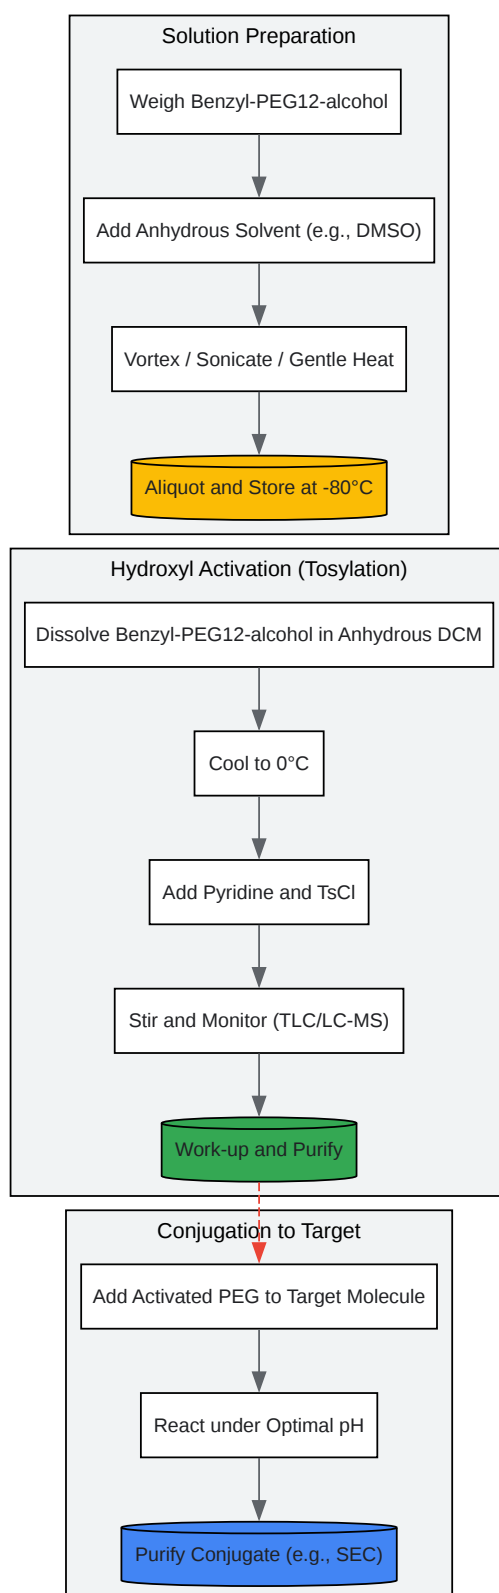 Solution Preparation
Weigh Benzyl-PEG12-alcohol
Add Anhydrous Solvent (e.g., DMSO)
Vortex / Sonicate / Gentle Heat
Aliquot and Store at -80°C
Hydroxyl Activation (Tosylation)
Dissolve Benzyl-PEG12-alcohol in Anhydrous DCM
Cool to 0°C
Add Pyridine and TsCl
Stir and Monitor (TLC/LC-MS)
Work-up and Purify
Conjugation to Target
Add Activated PEG to Target Molecule
React under Optimal pH
Purify Conjugate (e.g., SEC)